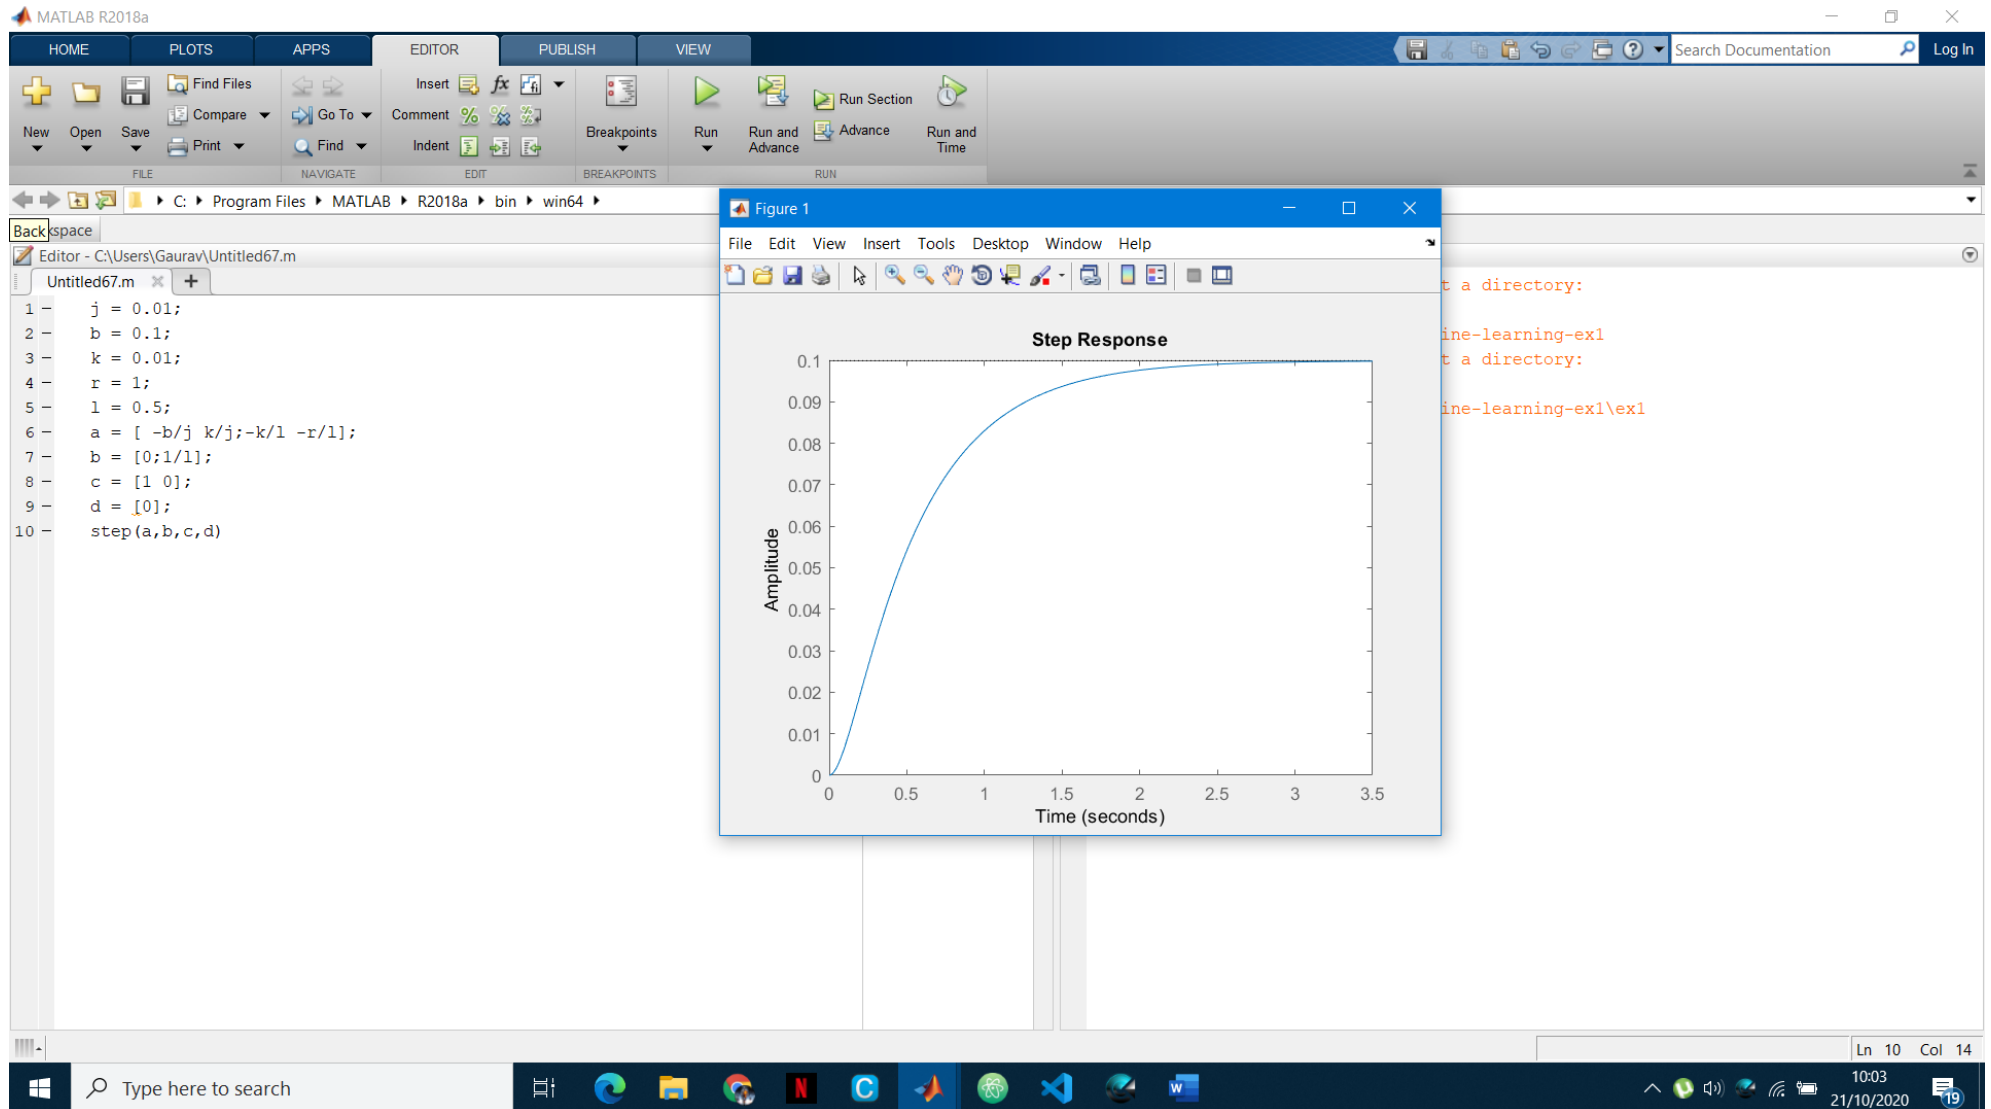 MATLAB R2018a
HOME PLOTS APPS EDITOR PUBLISH VIEW
Search Documentation
Log In
New
Open
Save
Find Files
Compare
Print
FILE
Go To
Find
NAVIGATE
Insert fx
Comment
Indent
EDIT
Breakpoints
BREAKPOINTS
Run
Run and Advance
Run Section
Advance
Run and Time
RUN
C: Program Files MATLAB R2018a bin win64
Back
kspace
Editor - C:\Users\Gaurav\Untitled67.m
Untitled67.m
1 j = 0.01;
2 b = 0.1;
3 k = 0.01;
4 r = 1;
5 l = 0.5;
6 a = [ -b/j k/j;-k/l -r/l];
7 b = [0;1/l];
8 c = [1 0];
9 d = [0];
10 step(a,b,c,d)
Figure 1
File Edit View Insert Tools Desktop Window Help
Step Response
0.1
0.09
0.08
0.07
0.06
0.05
0.04
0.03
0.02
0.01
0
Amplitude
0 0.5 1 1.5 2 2.5 3 3.5
Time (seconds)
t a directory:
ine-learning-ex1
t a directory:
ine-learning-ex1\ex1
Ln 10 Col 14
Type here to search
10:03
21/10/2020
19